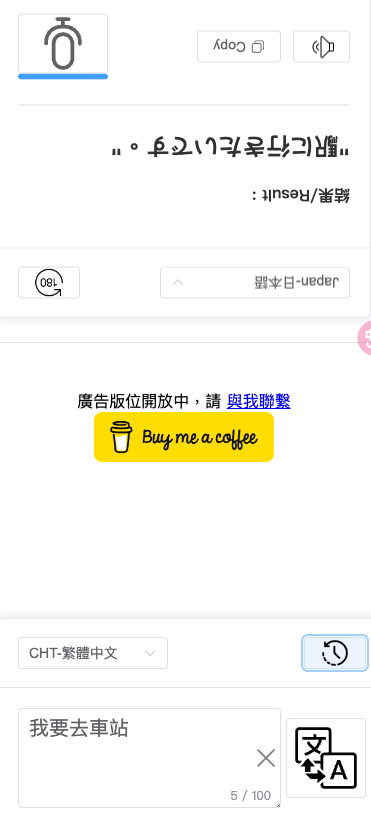 Japan-日本語
180
結果/Result：
"駅に行きたいです。"
Copy
廣告版位開放中，請 與我聯繫
Buy me a coffee
CHT-繁體中文
我要去車站
5 / 100
文
A